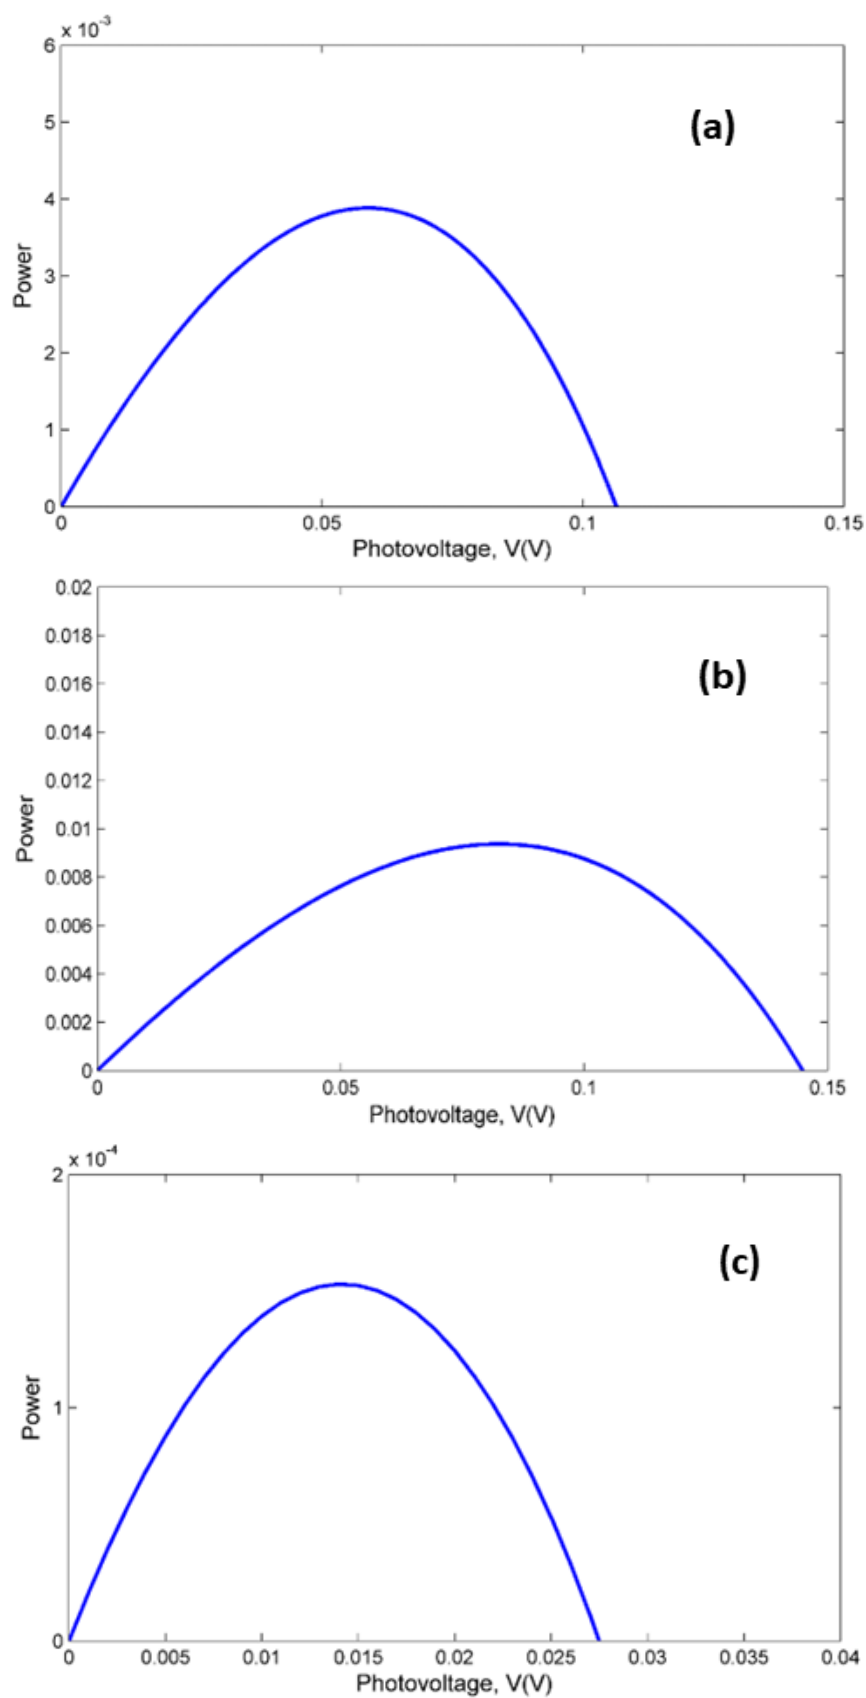 x 10⁻³
6
5
4
3
2
1
0
(a)
Power
0 0.05 0.1 0.15
Photovoltage, V(V)
0.02
0.018
0.016
0.014
0.012
0.01
0.008
0.006
0.004
0.002
0
(b)
Power
0 0.05 0.1 0.15
Photovoltage, V(V)
x 10⁻⁴
2
1
0
(c)
Power
0 0.005 0.01 0.015 0.02 0.025 0.03 0.035 0.04
Photovoltage, V(V)